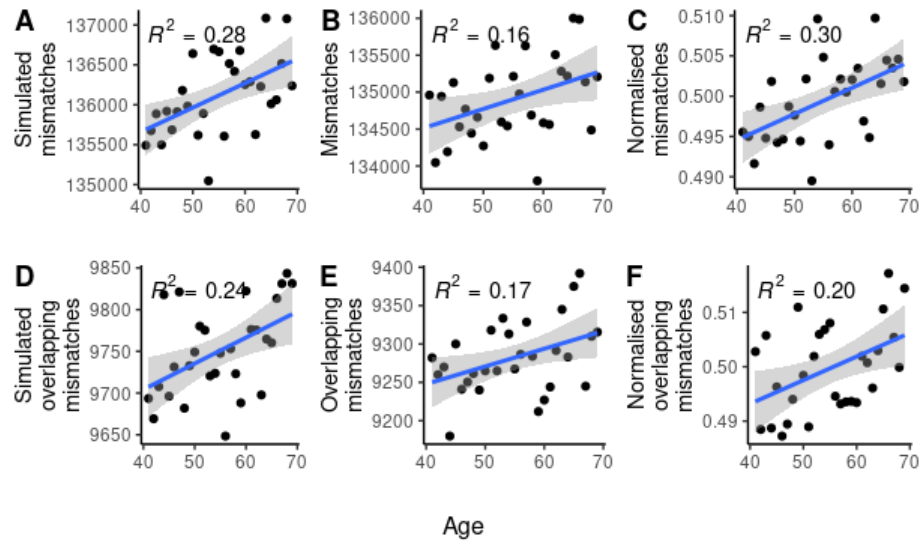 A
R² = 0.28
Simulated
mismatches
137000
136500
136000
135500
135000
40
50
60
70
B
R² = 0.16
Mismatches
136000
135000
134500
134000
40
50
60
70
C
R² = 0.30
Normalised
mismatches
0.510
0.505
0.500
0.495
0.490
40
50
60
70
D
R² = 0.24
Simulated
overlapping
mismatches
9850
9800
9750
9700
9650
40
50
60
70
E
R² = 0.17
Overlapping
mismatches
9400
9300
9250
9200
40
50
60
70
F
R² = 0.20
Normalised
overlapping
mismatches
0.51
0.50
0.49
40
50
60
70
Age